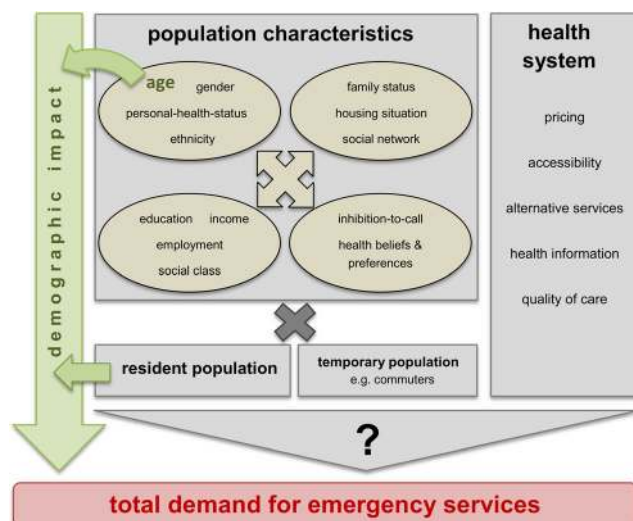 population characteristics
health
system
demographic impact
age gender
personal-health-status
ethnicity
family status
housing situation
social network
education income
employment
social class
inhibition-to-call
health beliefs &
preferences
pricing
accessibility
alternative services
health information
quality of care
resident population
temporary population
e.g. commuters
?
total demand for emergency services